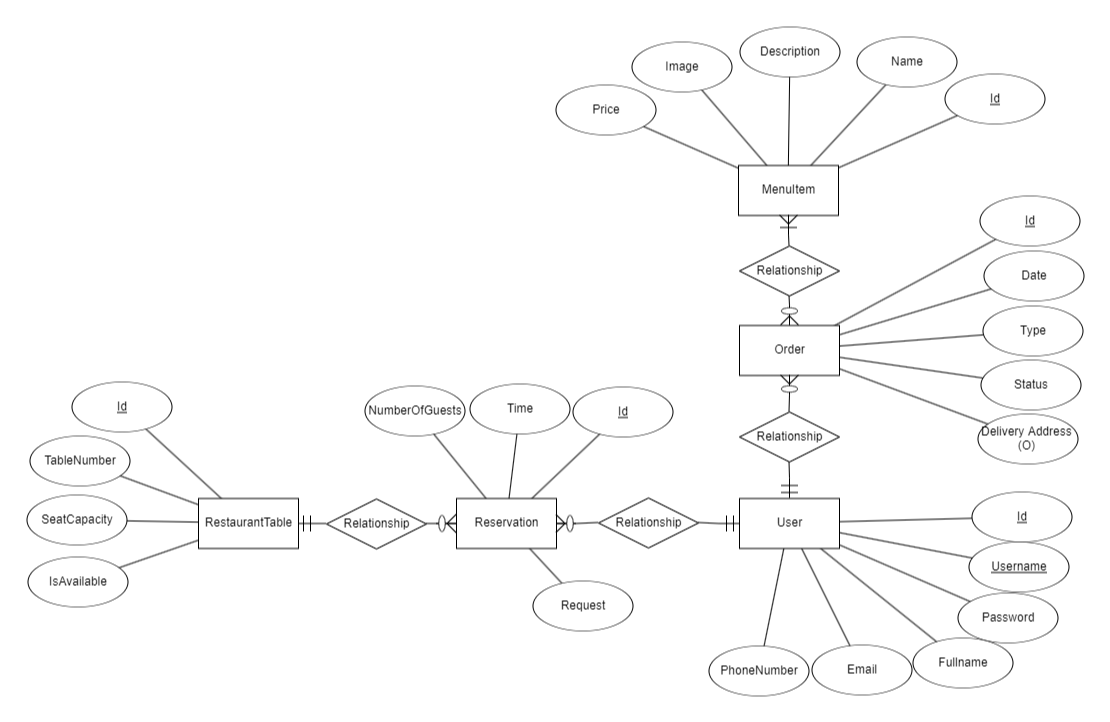 Description
Name
Image
Id
Price
MenuItem
Id
Relationship
Date
Type
Order
Status
Id
NumberOfGuests
Time
Id
Delivery Address
(O)
Relationship
TableNumber
Id
SeatCapacity
RestaurantTable
Relationship
Reservation
Relationship
User
Username
IsAvailable
Request
Password
Fullname
PhoneNumber
Email